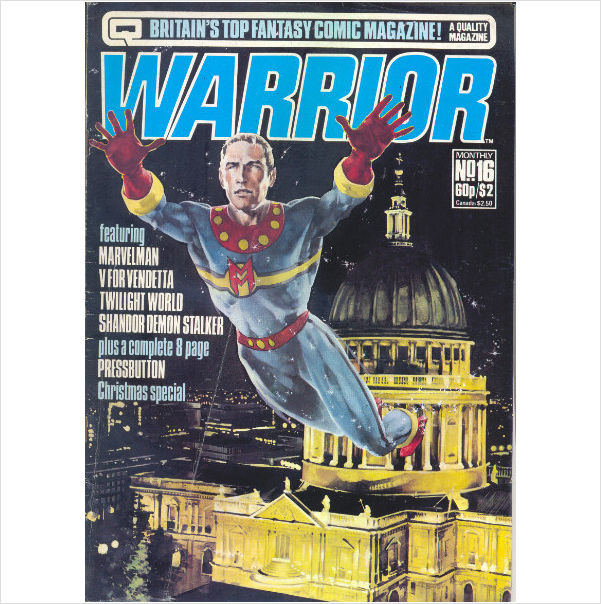 BRITAIN'S TOP FANTASY COMIC MAGAZINE!
A QUALITY
MAGAZINE
WARRIOR
TM
MONTHLY
No16
60p/$2
Canada: $2.50
featuring
MARVELMAN
V FOR VENDETTA
TWILIGHT WORLD
SHANDOR DEMON STALKER
plus a complete 8 page
PRESSBUTTON
Christmas special
M